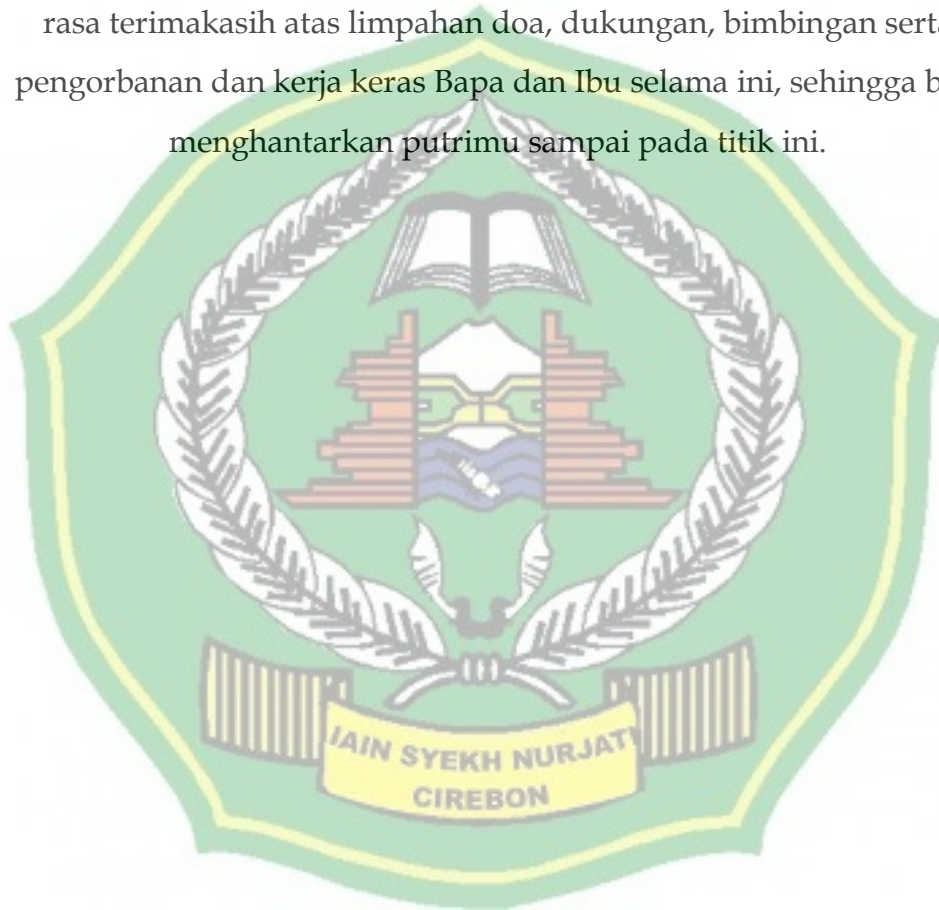 rasa terimakasih atas limpahan doa, dukungan, bimbingan serta
pengorbanan dan kerja keras Bapa dan Ibu selama ini, sehingga
menghantarkan putrimu sampai pada titik ini.
IAIN SYEKH NURJATI
CIREBON